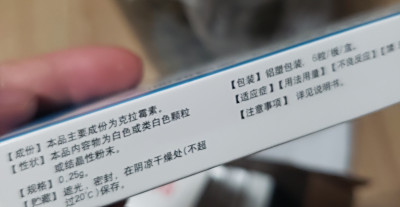 【成份】本品主要成份为克拉霉素。
【性状】本品内容物为白色或类白色颗粒
或结晶性粉末。
【规格】0.25g。
【贮藏】遮光，密封，在阴凉干燥处(不超
过20℃)保存。
【包装】铝塑包装，6粒/板/盒。
【适应症】【用法用量】【不良反应】【禁
【注意事项】详见说明书。